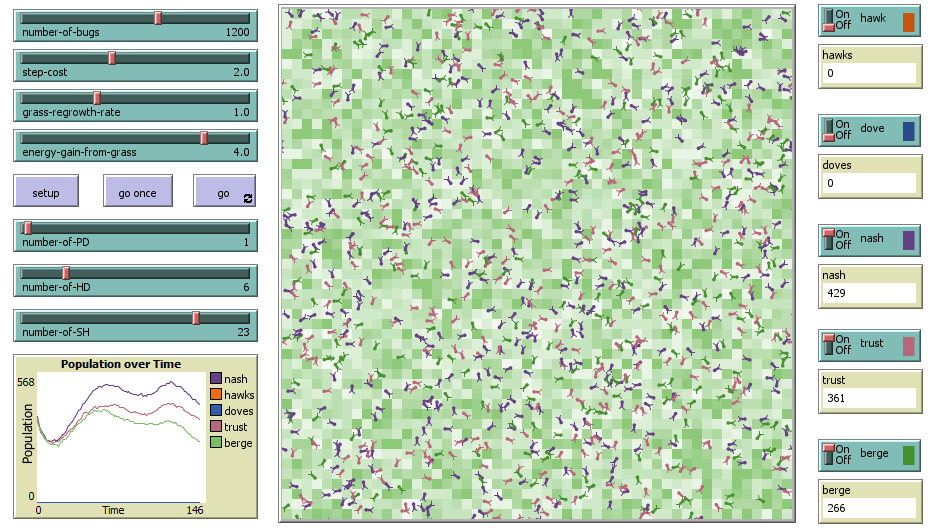 number-of-bugs 1200
step-cost 2.0
grass-regrowth-rate 1.0
energy-gain-from-grass 4.0
setup
go once
go
number-of-PD 1
number-of-HD 6
number-of-SH 23
Population over Time
568
Population
0
0
Time
146
nash
hawks
doves
trust
berge
On
Off
hawk
hawks
0
On
Off
dove
doves
0
On
Off
nash
nash
429
On
Off
trust
trust
361
On
Off
berge
berge
266